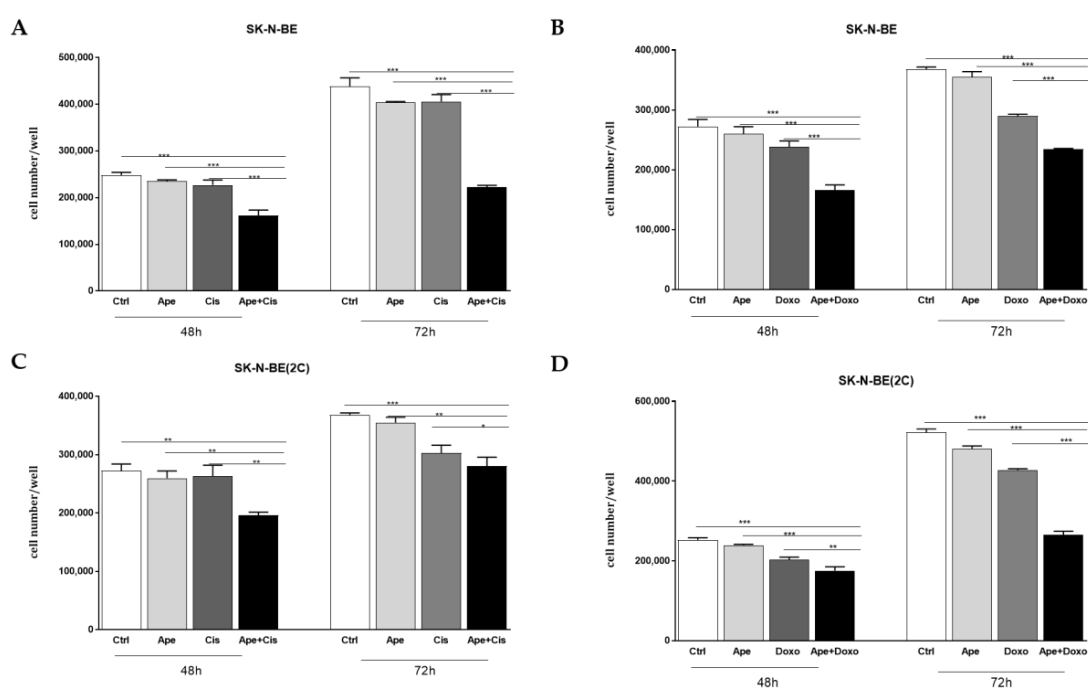 A
SK-N-BE
500,000
400,000
300,000
200,000
100,000
0
cell number/well
***
***
***
***
***
***
Ctrl Ape Cis Ape+Cis Ctrl Ape Cis Ape+Cis
48h 72h
B
SK-N-BE
400,000
300,000
200,000
100,000
0
cell number/well
***
***
***
***
***
***
Ctrl Ape Doxo Ape+Doxo Ctrl Ape Doxo Ape+Doxo
48h 72h
C
SK-N-BE(2C)
400,000
300,000
200,000
100,000
0
cell number/well
**
**
**
***
**
*
Ctrl Ape Cis Ape+Cis Ctrl Ape Cis Ape+Cis
48h 72h
D
SK-N-BE(2C)
600,000
400,000
200,000
0
cell number/well
***
***
**
***
***
***
Ctrl Ape Doxo Ape+Doxo Ctrl Ape Doxo Ape+Doxo
48h 72h